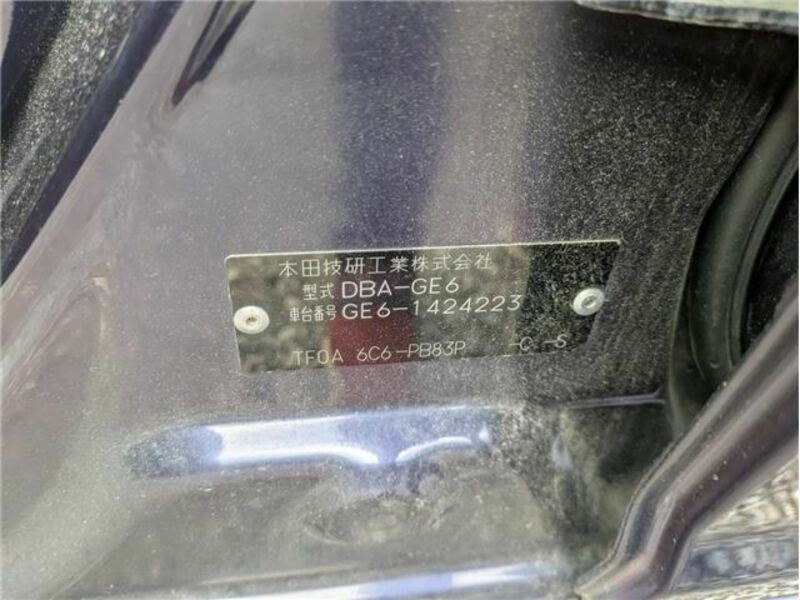 本田技研工業株式会社
型式 DBA-GE6
車台番号 GE6-1424223
TF0A 6C6-PB83P -C -S